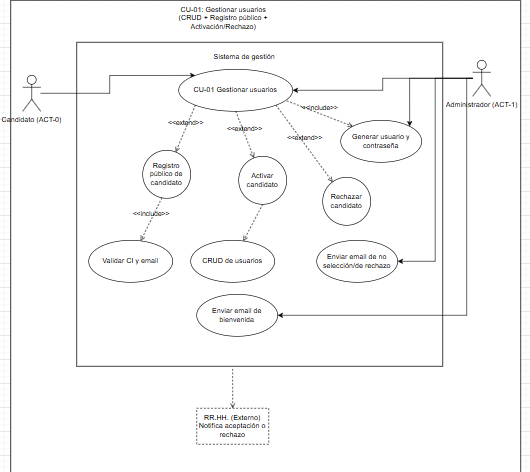 CU-01: Gestionar usuarios
(CRUD + Registro público +
Activación/Rechazo)
Sistema de gestión
CU-01 Gestionar usuarios
Candidato (ACT-0)
Administrador (ACT-1)
<<include>>
<<extend>>
<<extend>>
<<extend>>
Generar usuario y
contraseña
Registro
público de
candidato
Activar
candidato
Rechazar
candidato
<<include>>
Validar CI y email
CRUD de usuarios
Enviar email de no
selección/de rechazo
Enviar email de
bienvenida
RR.HH. (Externo)
Notifica aceptación o
rechazo